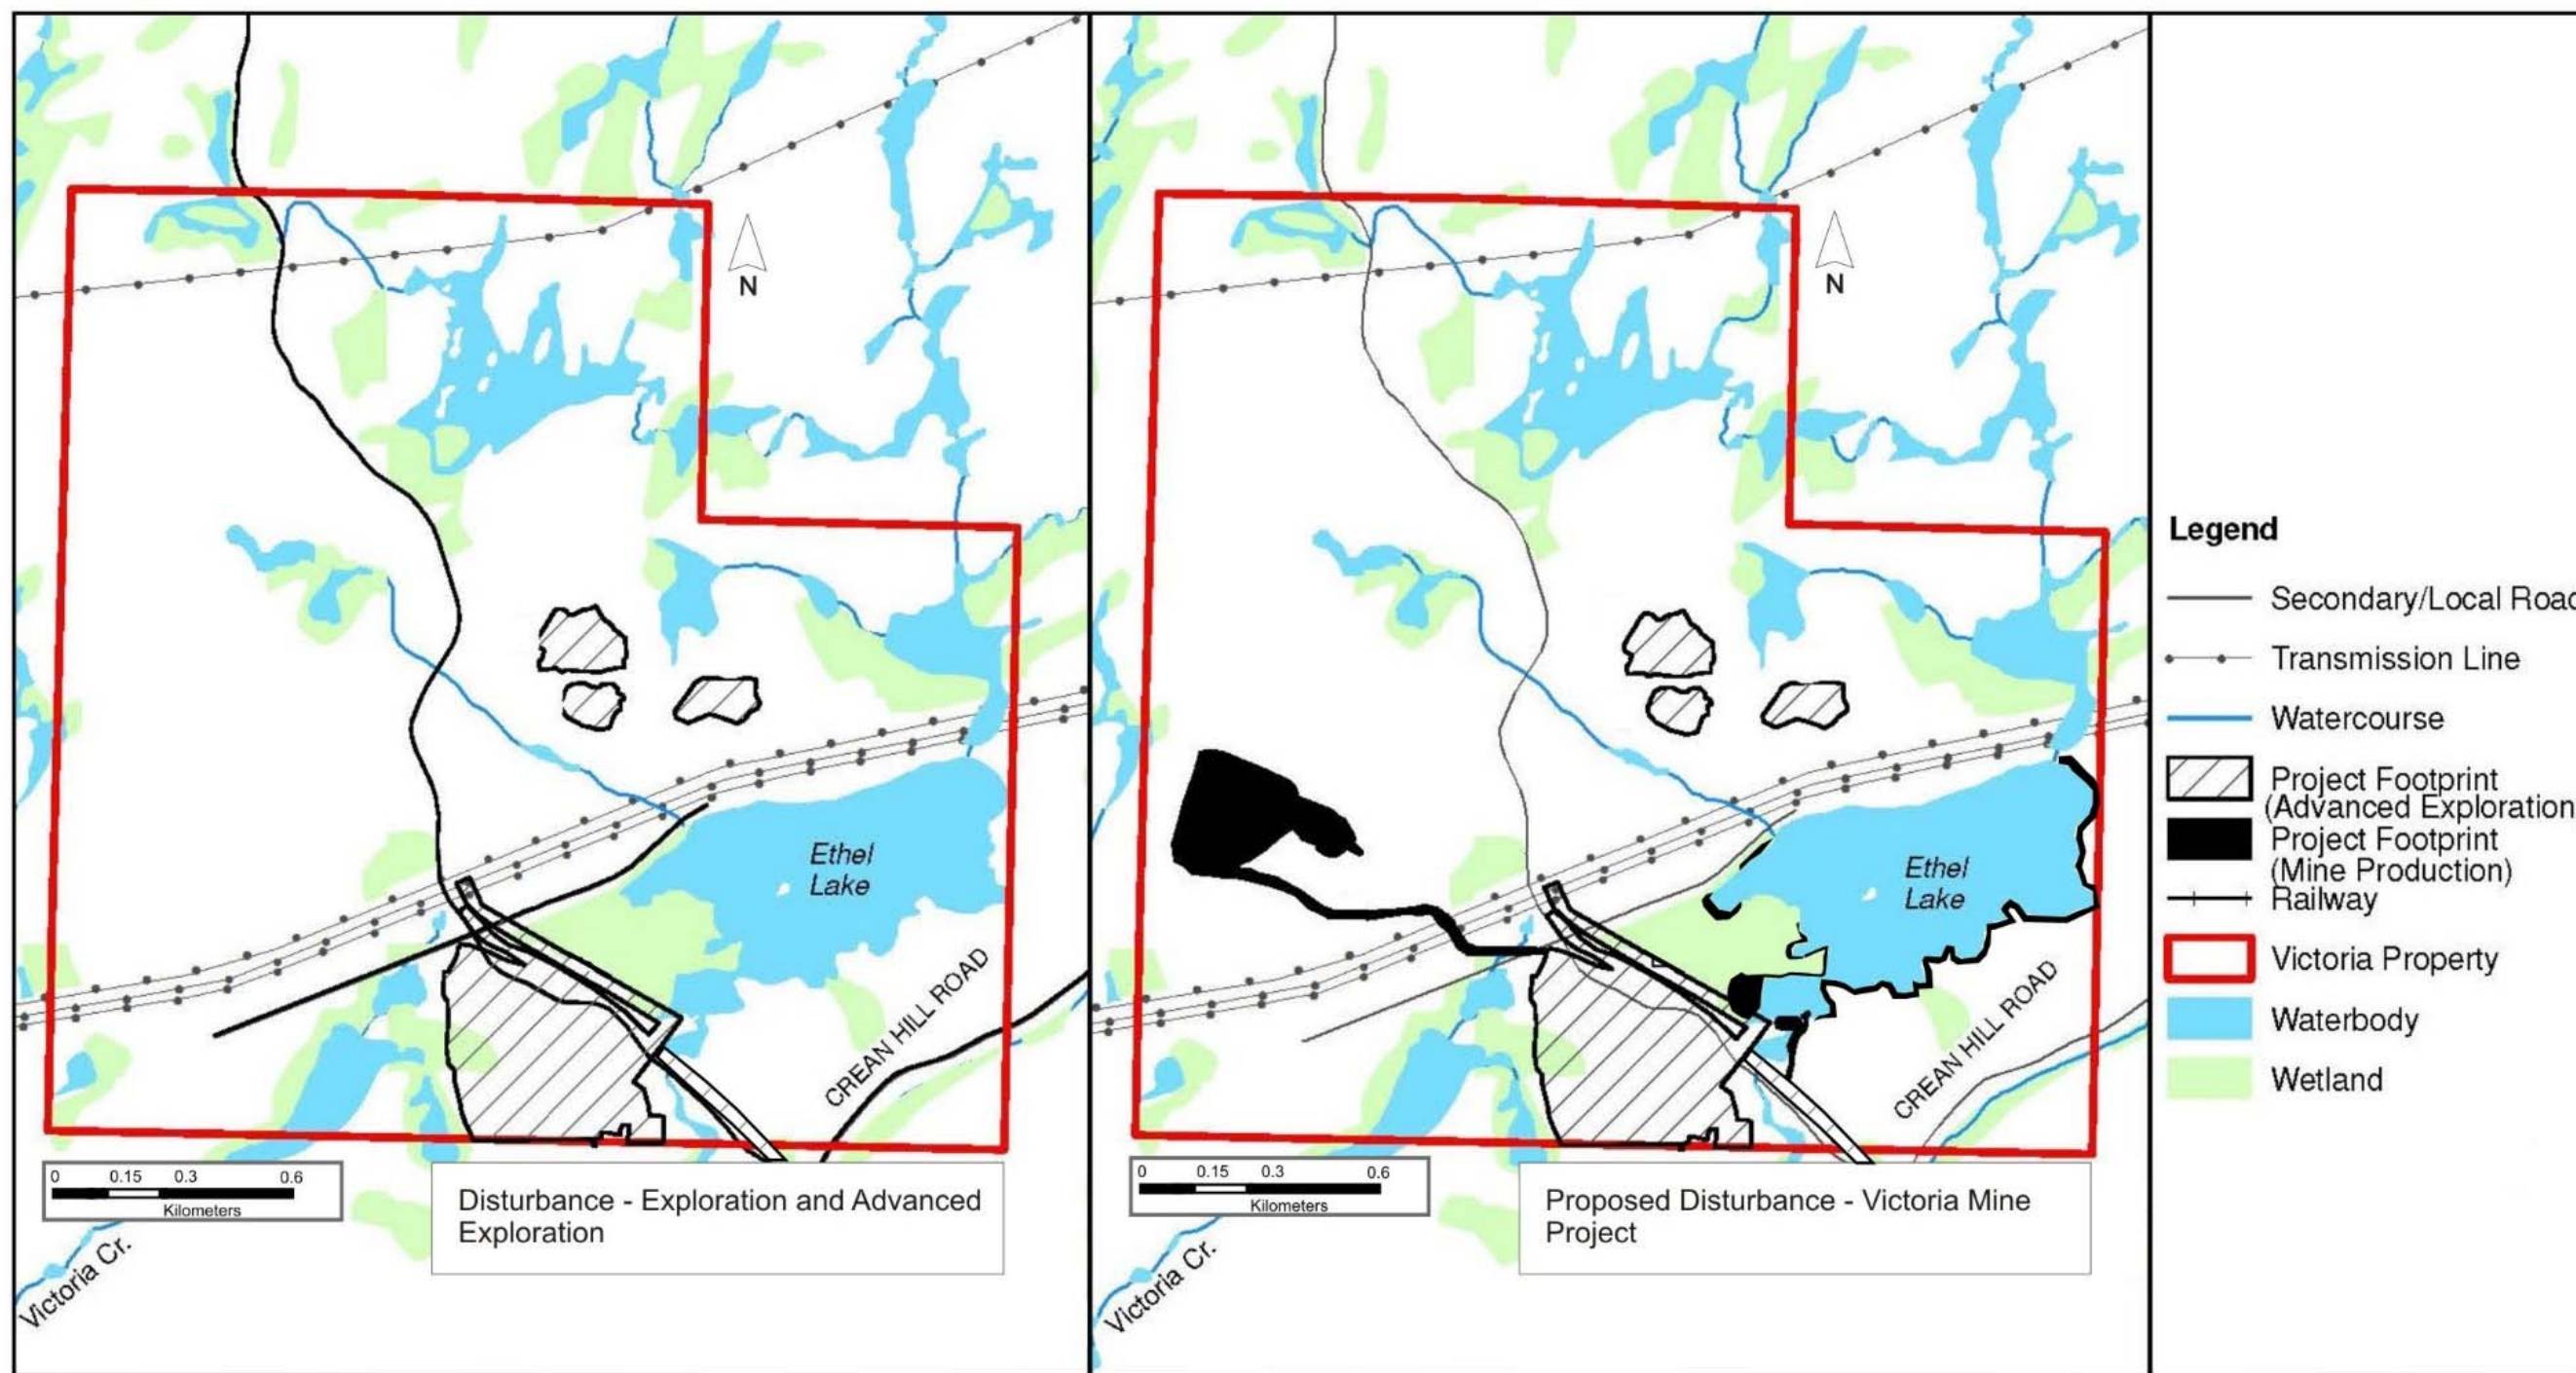 N
Ethel
Lake
CREAN HILL ROAD
0 0.15 0.3 0.6
Kilometers
Disturbance - Exploration and Advanced
Exploration
Victoria Cr.
N
Ethel
Lake
CREAN HILL ROAD
0 0.15 0.3 0.6
Kilometers
Proposed Disturbance - Victoria Mine
Project
Victoria Cr.
Legend
Secondary/Local Road
Transmission Line
Watercourse
Project Footprint
(Advanced Exploration
Project Footprint
(Mine Production)
Railway
Victoria Property
Waterbody
Wetland